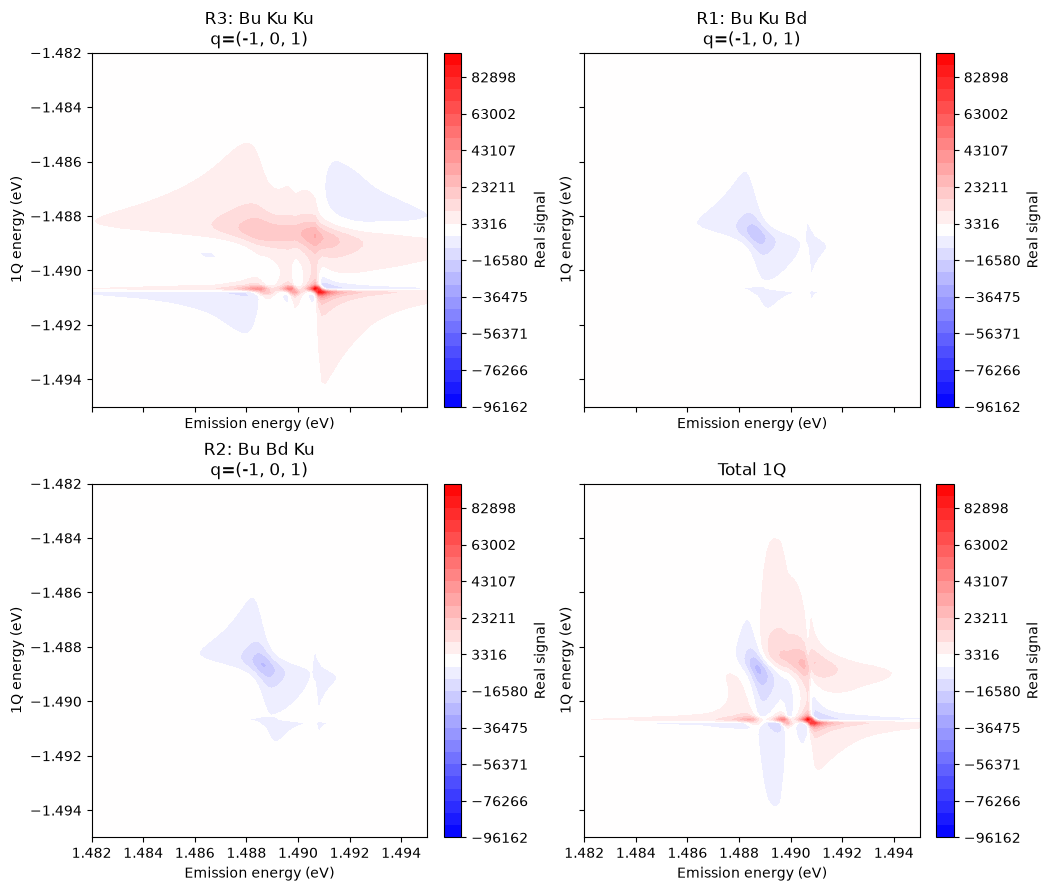 R3: Bu Ku Ku
q=(-1, 0, 1)
−1.482
−1.484
−1.486
−1.488
−1.490
−1.492
−1.494
1Q energy (eV)
Emission energy (eV)
82898
63002
43107
23211
3316
−16580
−36475
−56371
−76266
−96162
Real signal
R1: Bu Ku Bd
q=(-1, 0, 1)
1Q energy (eV)
Emission energy (eV)
82898
63002
43107
23211
3316
−16580
−36475
−56371
−76266
−96162
Real signal
R2: Bu Bd Ku
q=(-1, 0, 1)
−1.482
−1.484
−1.486
−1.488
−1.490
−1.492
−1.494
1Q energy (eV)
1.482 1.484 1.486 1.488 1.490 1.492 1.494
Emission energy (eV)
82898
63002
43107
23211
3316
−16580
−36475
−56371
−76266
−96162
Real signal
Total 1Q
1Q energy (eV)
1.482 1.484 1.486 1.488 1.490 1.492 1.494
Emission energy (eV)
82898
63002
43107
23211
3316
−16580
−36475
−56371
−76266
−96162
Real signal